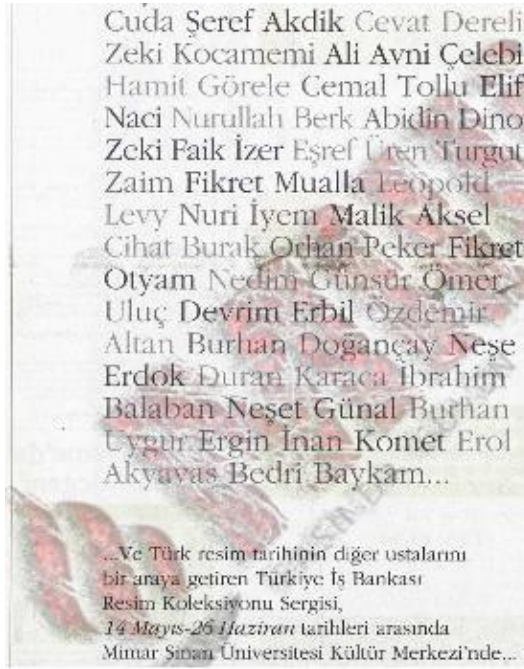 Cuda Şeref Akdik Cevat Dereli
Zeki Kocamemi Ali Avni Çelebi
Hamit Görele Cemal Tollu Elif
Naci Nurullah Berk Abidin Dino
Zeki Faik İzer Eşref Üren Turgut
Zaim Fikret Mualla Leopold
Levy Nuri İyem Malik Aksel
Cihat Burak Orhan Peker Fikret
Otyam Nedim Günsür Ömer
Uluç Devrim Erbil Özdemir
Altan Burhan Doğançay Neşe
Erdok Duran Karaca İbrahim
Balaban Neşet Günal Burhan
Uygur Ergin İnan Komet Erol
Akyavaş Bedri Baykam...
...Ve Türk resim tarihinin diğer ustalarını
bir araya getiren Türkiye İş Bankası
Resim Koleksiyonu Sergisi,
14 Mayıs-26 Haziran tarihleri arasında
Mimar Sinan Üniversitesi Kültür Merkezi'nde...